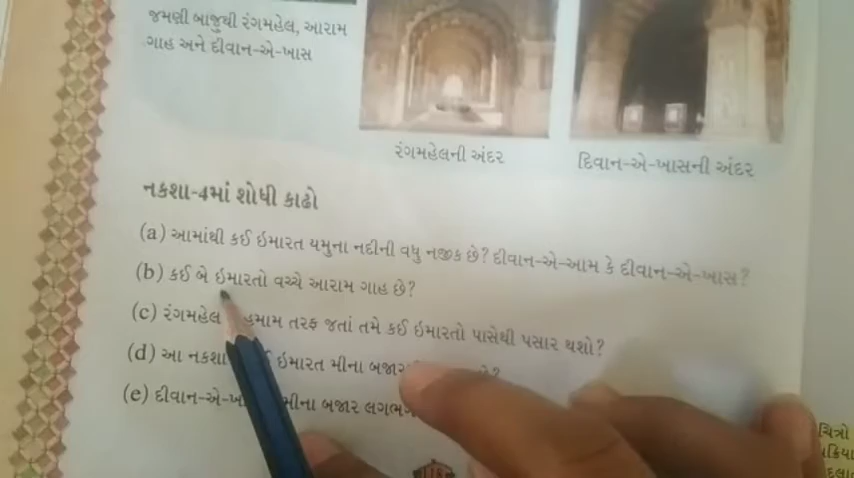 જમણી બાજુથી રંગમહેલ, આરામ
ગાહ અને દીવાન-એ-ખાસ
રંગમહેલની અંદર
દિવાન-એ-ખાસની અંદર
નકશા-4માં શોધી કાઢો
(a) આમાંથી કઈ ઇમારત યમુના નદીની વધુ નજીક છે? દીવાન-એ-આમ કે દીવાન-એ-ખાસ?
(b) કઈ બે ઇમારતો વચ્ચે આરામ ગાહ છે?
(c) રંગમહેલ હમામ તરફ જતાં તમે કઈ ઇમારતો પાસેથી પસાર થશો?
(d) આ નકશા ઇમારત મીના
(e) દીવાન-એ મીના બજાર
ચિત્રો